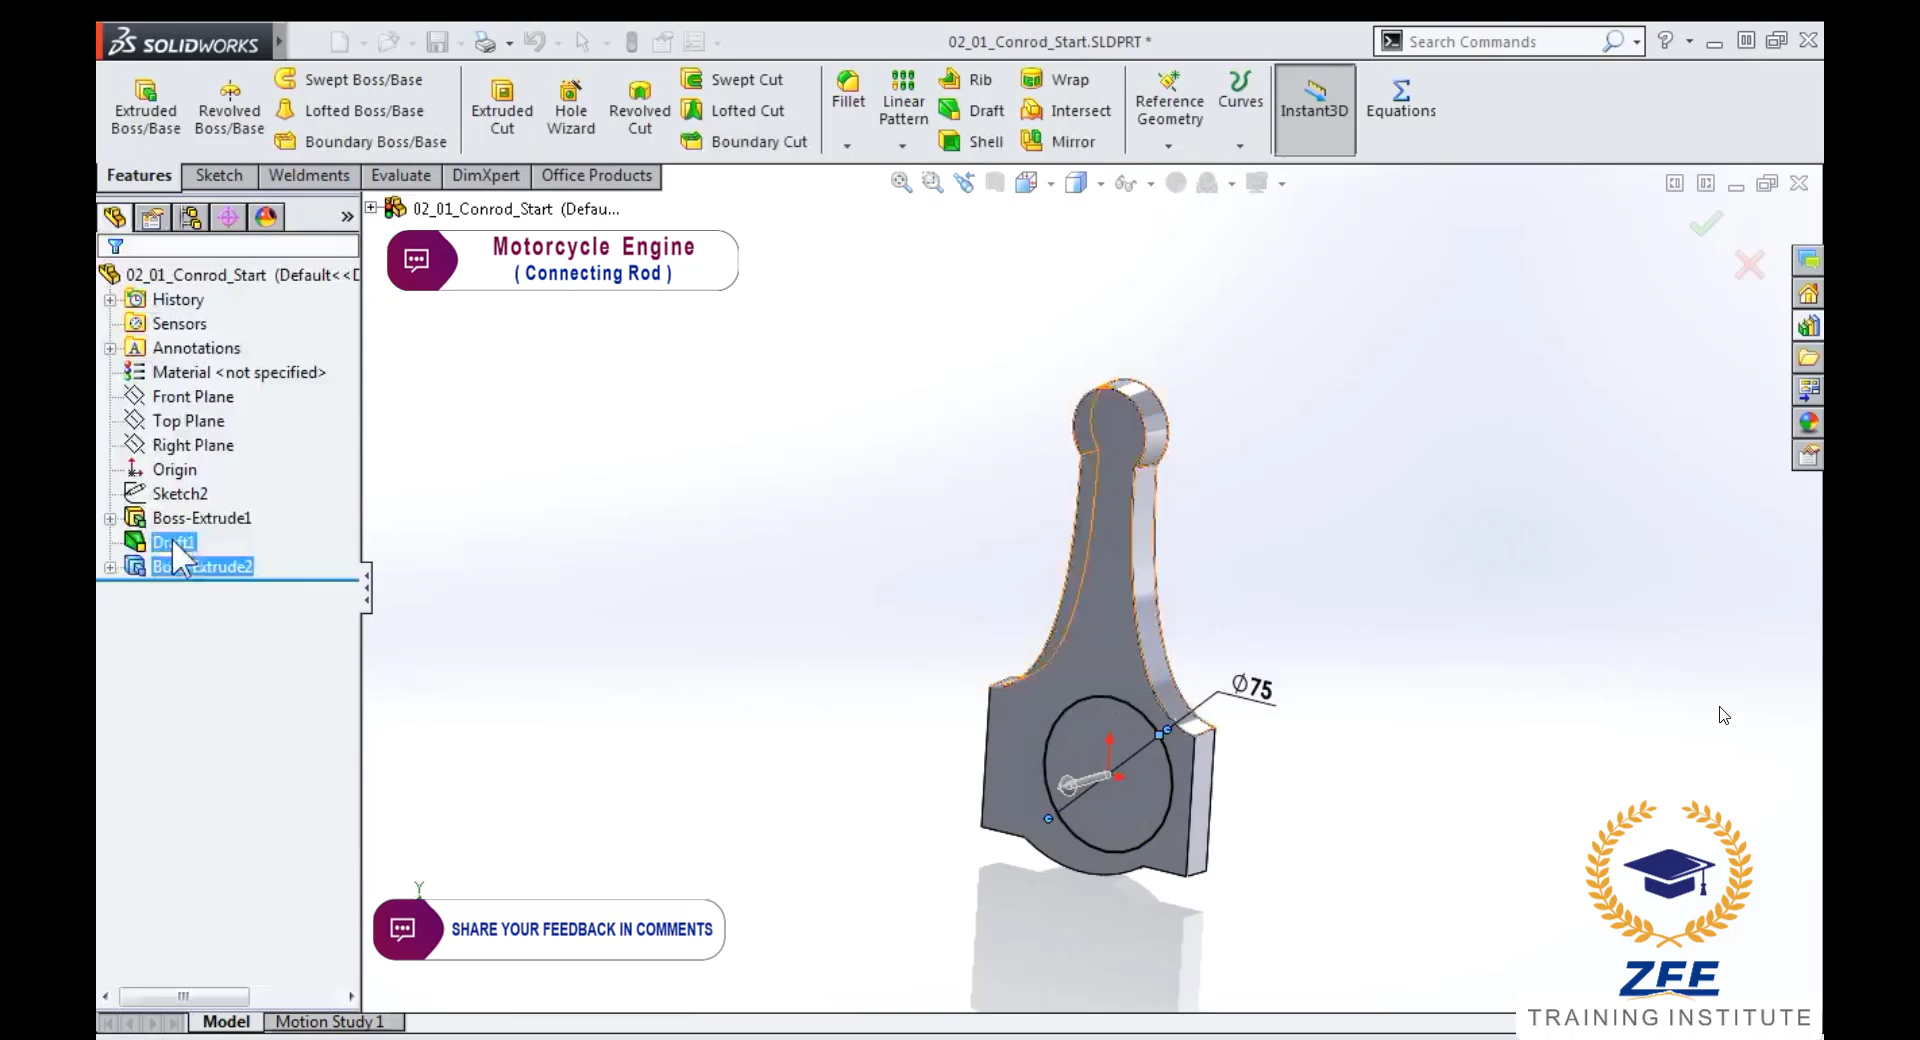 SOLIDWORKS
02_01_Conrod_Start.SLDPRT *
Search Commands
Extruded Boss/Base
Revolved Boss/Base
Swept Boss/Base
Lofted Boss/Base
Boundary Boss/Base
Extruded Cut
Hole Wizard
Revolved Cut
Swept Cut
Lofted Cut
Boundary Cut
Fillet
Linear Pattern
Rib
Draft
Shell
Wrap
Intersect
Mirror
Reference Geometry
Curves
Instant3D
Equations
Features
Sketch
Weldments
Evaluate
DimXpert
Office Products
02_01_Conrod_Start (Defau...
Motorcycle Engine
( Connecting Rod )
02_01_Conrod_Start (Default<<D
History
Sensors
Annotations
Material <not specified>
Front Plane
Top Plane
Right Plane
Origin
Sketch2
Boss-Extrude1
Ø75
Y
SHARE YOUR FEEDBACK IN COMMENTS
ZEE
TRAINING INSTITUTE
Model
Motion Study 1